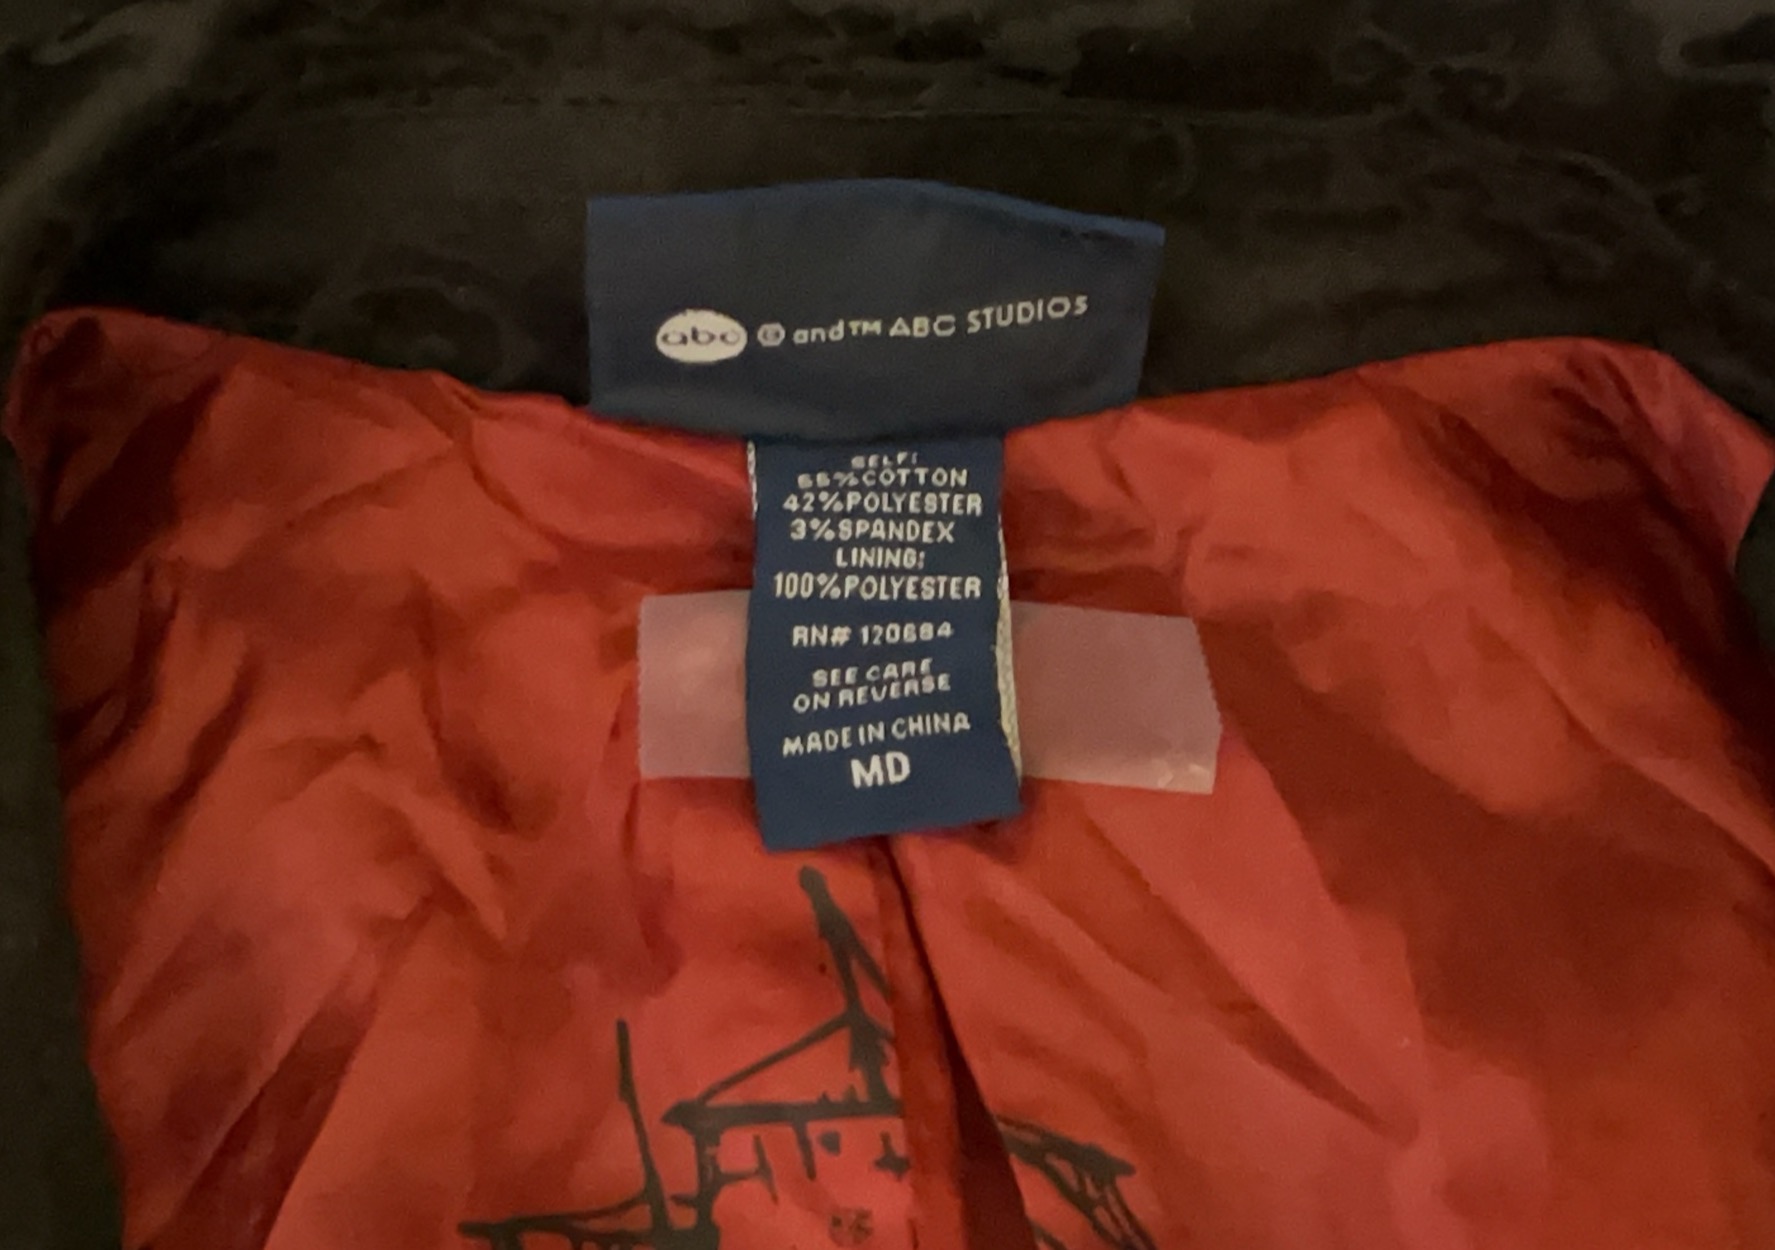 abc © and™ ABC STUDIOS
SELF:
55%COTTON
42%POLYESTER
3%SPANDEX
LINING:
100%POLYESTER
RN# 120684
SEE CARE
ON REVERSE
MADE IN CHINA
MD